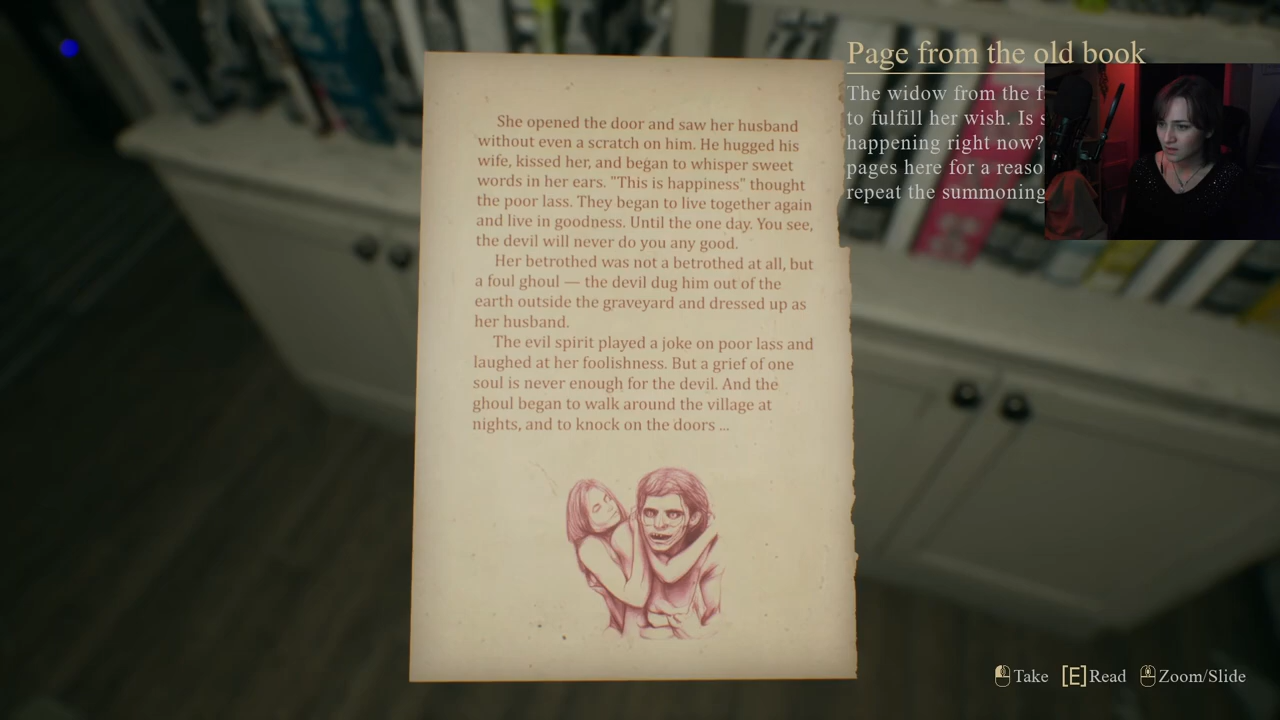 Page from the old book
The widow from the
to fulfill her wish. Is
happening right now?
pages here for a
repeat the summoning
She opened the door and saw her husband
without even a scratch on him. He hugged his
wife, kissed her, and began to whisper sweet
words in her ears. "This is happiness" thought
the poor lass. They began to live together again
and live in goodness. Until the one day. You see,
the devil will never do you any good.
Her betrothed was not a betrothed at all, but
a foul ghoul — the devil dug him out of the
earth outside the graveyard and dressed up as
her husband.
The evil spirit played a joke on poor lass and
laughed at her foolishness. But a grief of one
soul is never enough for the devil. And the
ghoul began to walk around the village at
nights, and to knock on the doors ...
Take [E]Read Zoom/Slide